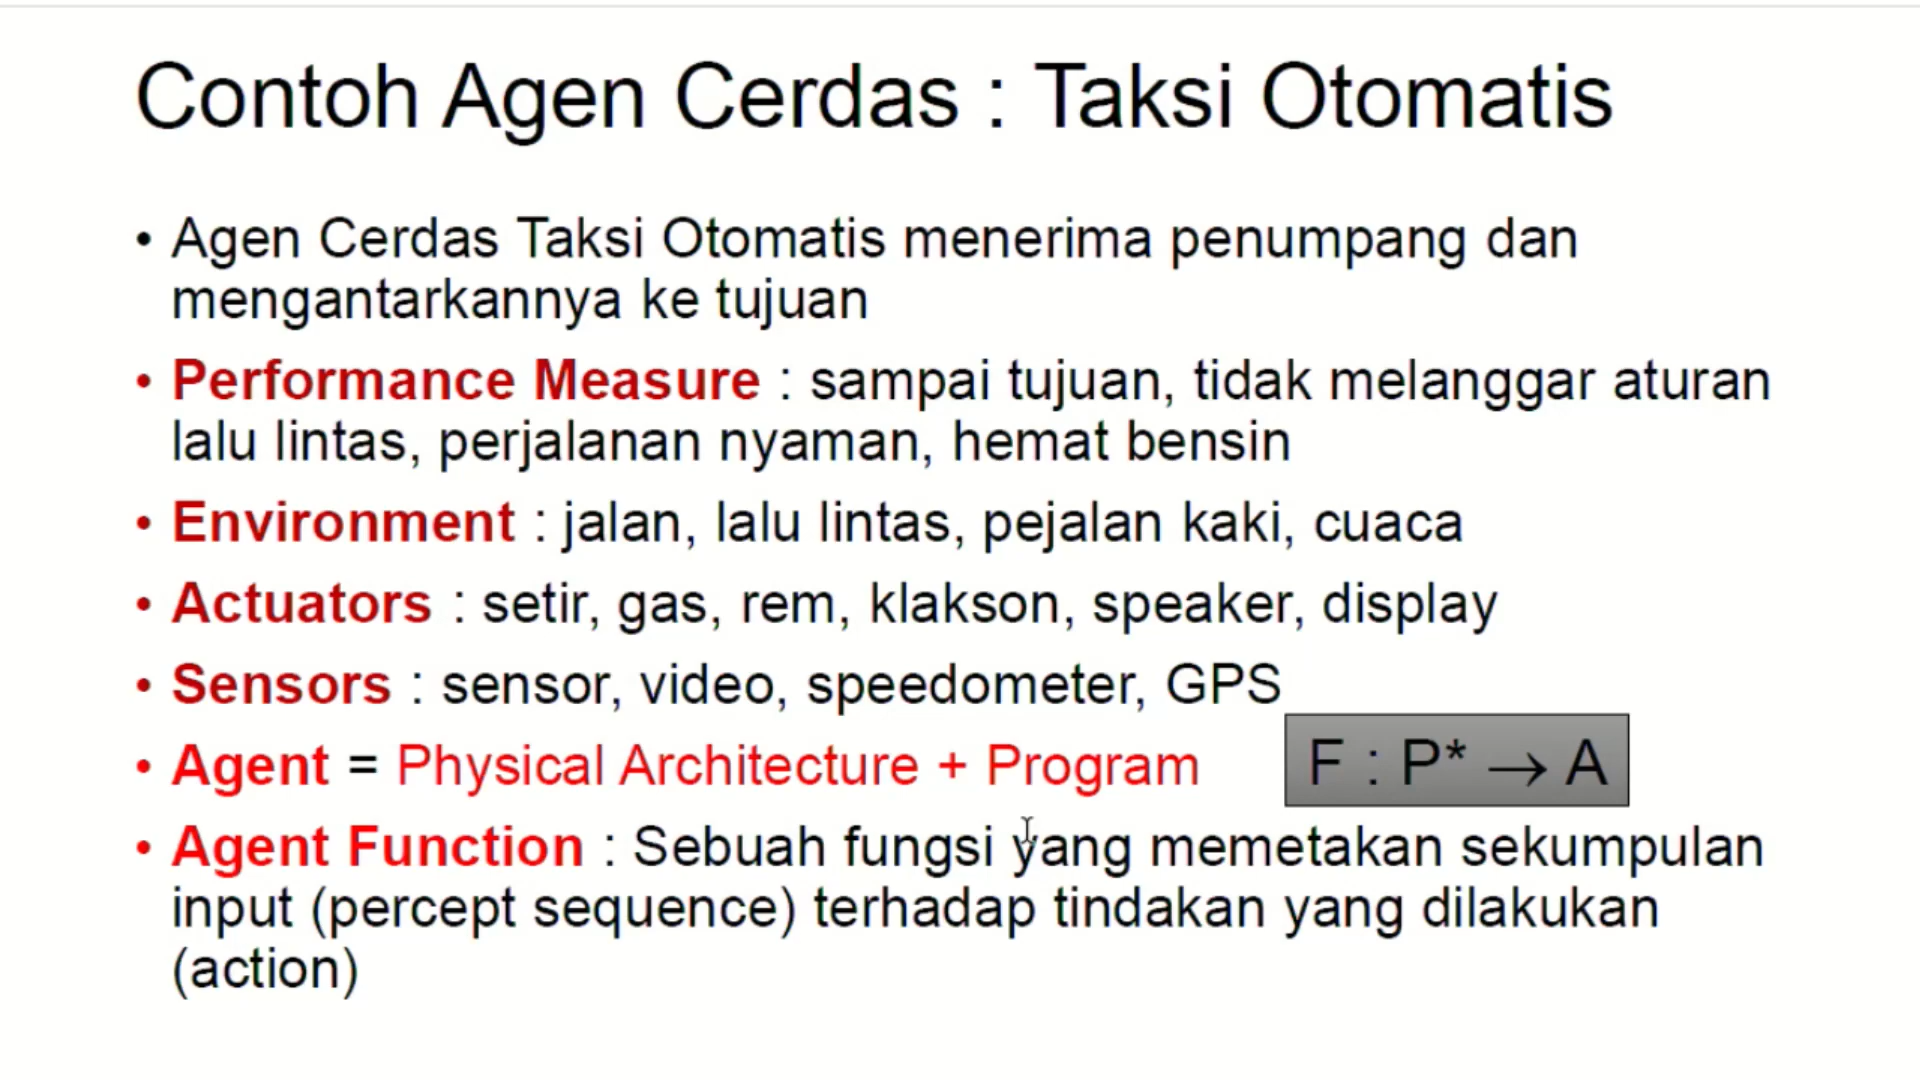 Contoh Agen Cerdas : Taksi Otomatis
• Agen Cerdas Taksi Otomatis menerima penumpang dan
mengantarkannya ke tujuan
• Performance Measure : sampai tujuan, tidak melanggar aturan
lalu lintas, perjalanan nyaman, hemat bensin
• Environment : jalan, lalu lintas, pejalan kaki, cuaca
• Actuators : setir, gas, rem, klakson, speaker, display
• Sensors : sensor, video, speedometer, GPS
• Agent = Physical Architecture + Program
F : P* → A
• Agent Function : Sebuah fungsi yang memetakan sekumpulan
input (percept sequence) terhadap tindakan yang dilakukan
(action)